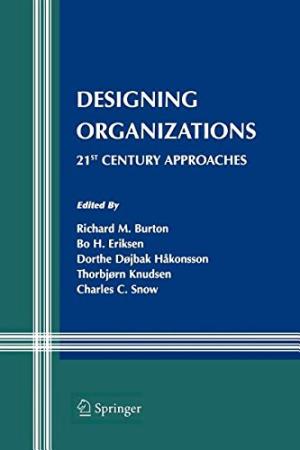 DESIGNING
ORGANIZATIONS
21ST CENTURY APPROACHES
Edited By
Richard M. Burton
Bo H. Eriksen
Dorthe Døjbak Håkonsson
Thorbjørn Knudsen
Charles C. Snow
Springer